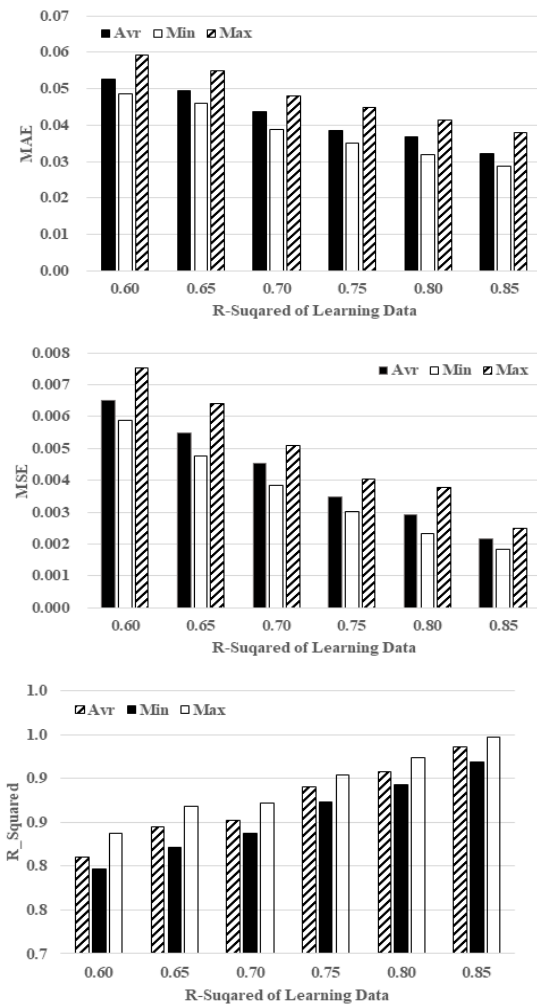 Avr Min Max
0.07
0.06
0.05
0.04
0.03
0.02
0.01
0.00
MAE
0.60 0.65 0.70 0.75 0.80 0.85
R-Suqared of Learning Data
Avr Min Max
0.008
0.007
0.006
0.005
0.004
0.003
0.002
0.001
0.000
MSE
0.60 0.65 0.70 0.75 0.80 0.85
R-Suqared of Learning Data
Avr Min Max
1.0
1.0
0.9
0.9
0.8
0.8
0.7
R_Squared
0.60 0.65 0.70 0.75 0.80 0.85
R-Suqared of Learning Data